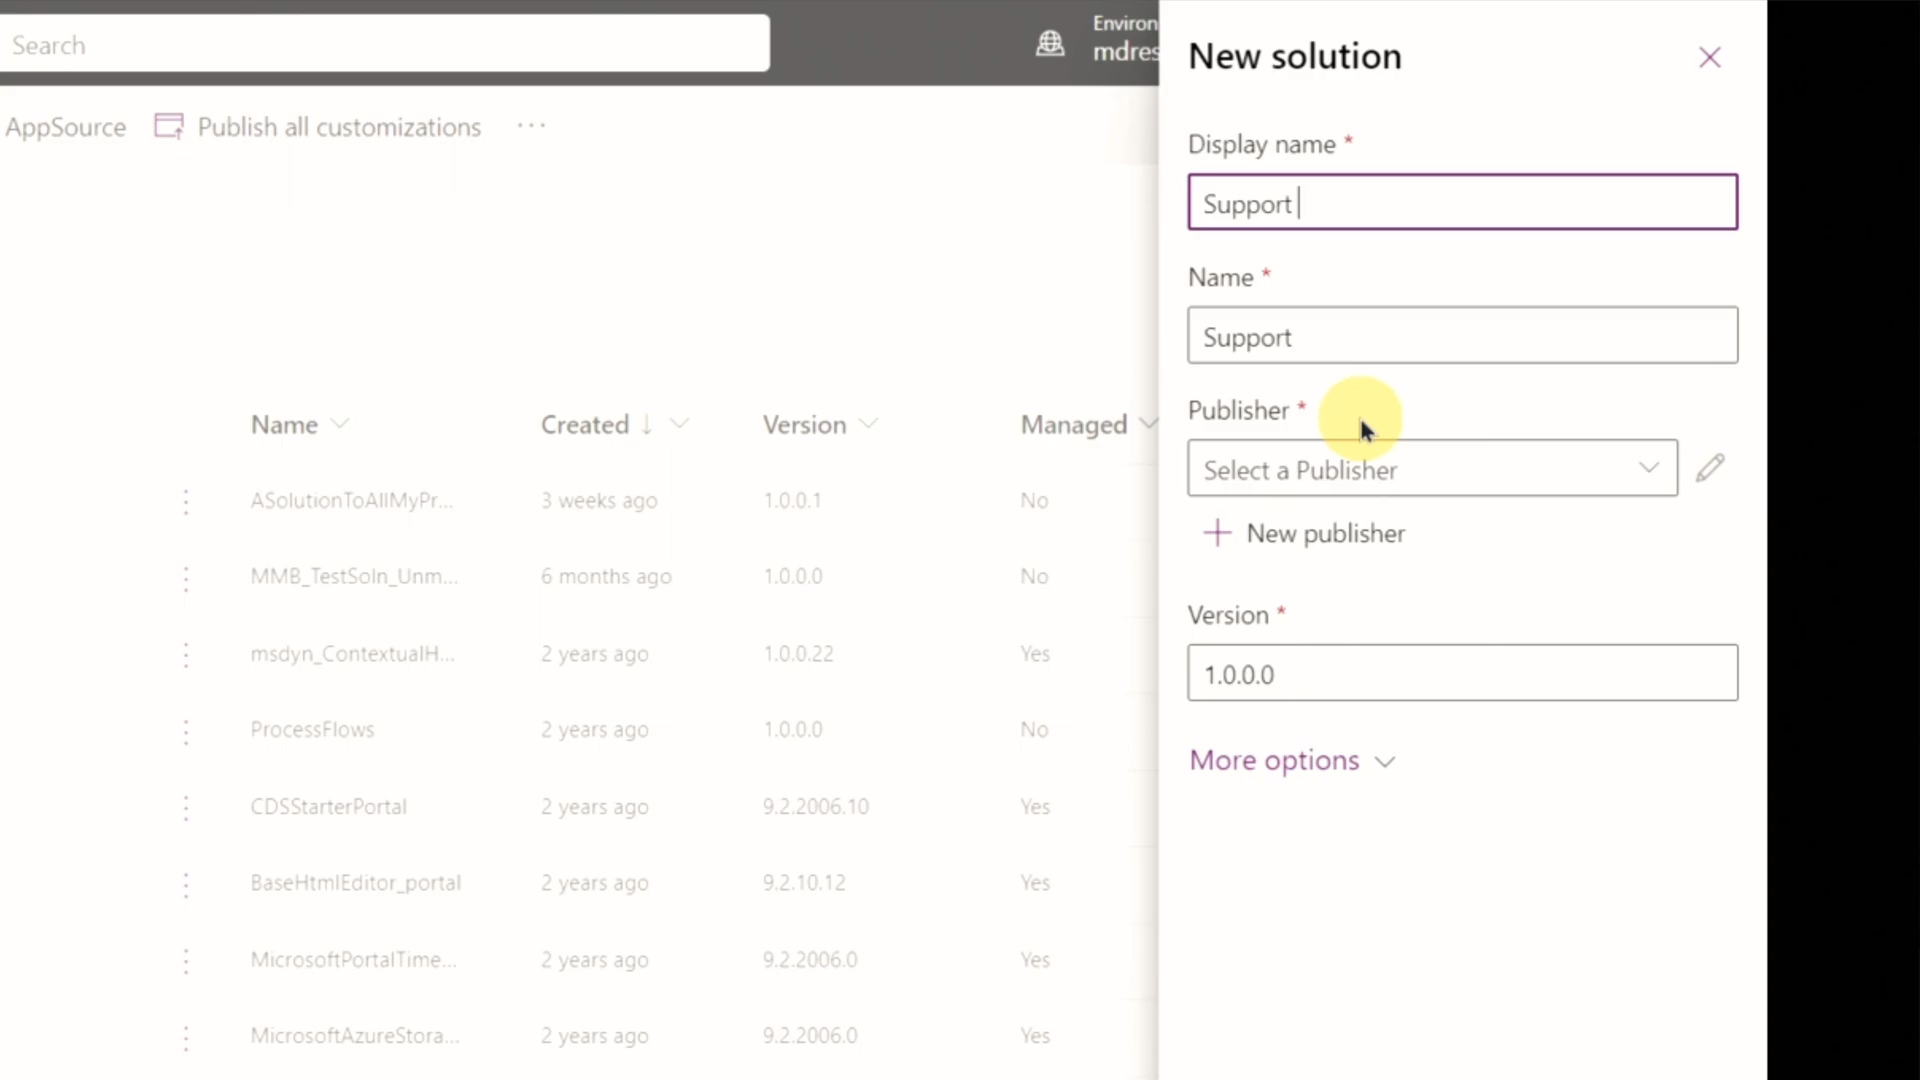 Search
Environ
mdres
AppSource
Publish all customizations
Name
Created
Version
Managed
ASolutionToAllMyPr...
3 weeks ago
1.0.0.1
No
MMB_TestSoln_Unm...
6 months ago
1.0.0.0
No
msdyn_ContextualH...
2 years ago
1.0.0.22
Yes
ProcessFlows
2 years ago
1.0.0.0
No
CDSStarterPortal
2 years ago
9.2.2006.10
Yes
BaseHtmlEditor_portal
2 years ago
9.2.10.12
Yes
MicrosoftPortalTime...
2 years ago
9.2.2006.0
Yes
MicrosoftAzureStora...
2 years ago
9.2.2006.0
Yes
New solution
Display name *
Support
Name *
Support
Publisher *
Select a Publisher
New publisher
Version *
1.0.0.0
More options